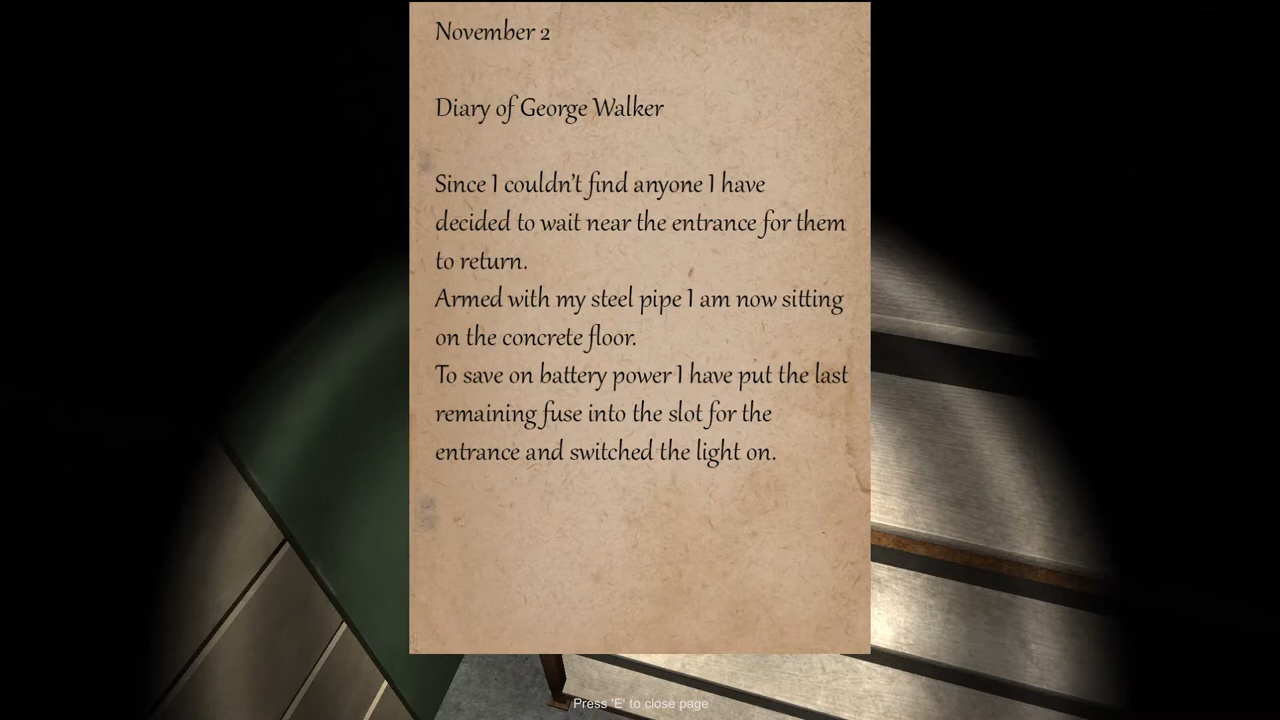 November 2
Diary of George Walker
Since I couldn't find anyone I have
decided to wait near the entrance for them
to return.
Armed with my steel pipe I am now sitting
on the concrete floor.
To save on battery power I have put the last
remaining fuse into the slot for the
entrance and switched the light on.
Press 'E' to close page